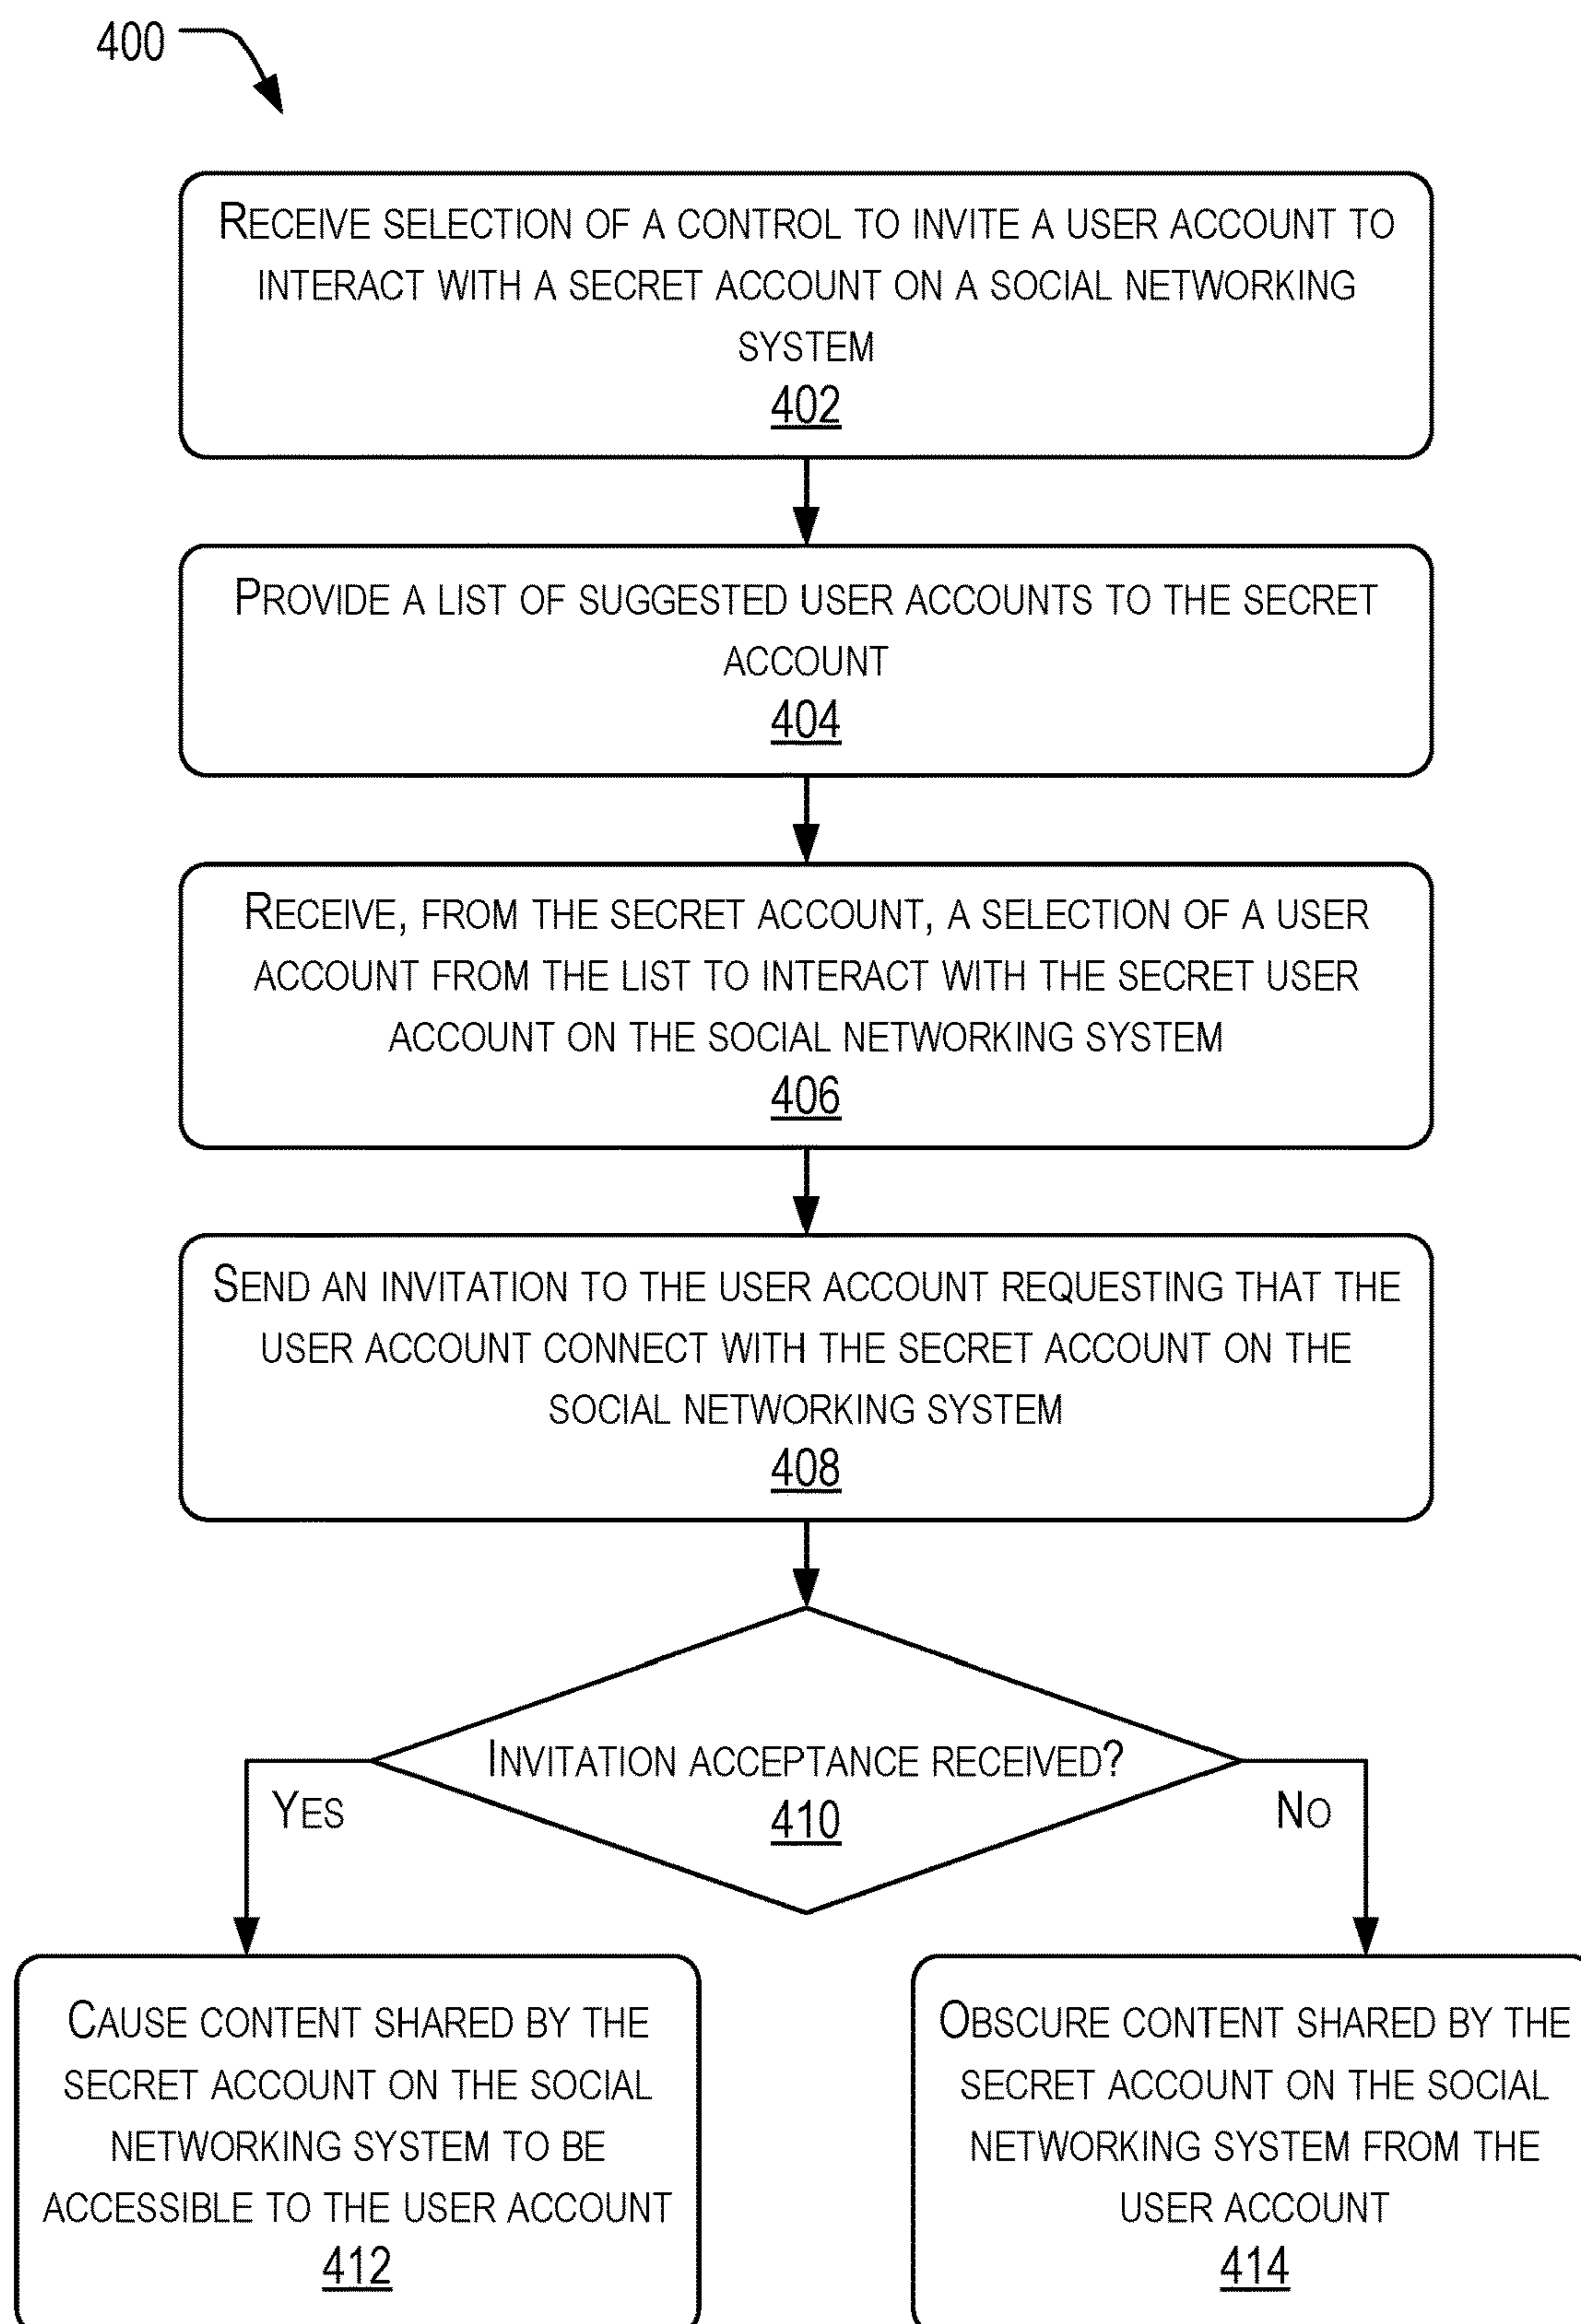 400
RECEIVE SELECTION OF A CONTROL TO INVITE A USER ACCOUNT TO
INTERACT WITH A SECRET ACCOUNT ON A SOCIAL NETWORKING
SYSTEM
402
PROVIDE A LIST OF SUGGESTED USER ACCOUNTS TO THE SECRET
ACCOUNT
404
RECEIVE, FROM THE SECRET ACCOUNT, A SELECTION OF A USER
ACCOUNT FROM THE LIST TO INTERACT WITH THE SECRET USER
ACCOUNT ON THE SOCIAL NETWORKING SYSTEM
406
SEND AN INVITATION TO THE USER ACCOUNT REQUESTING THAT THE
USER ACCOUNT CONNECT WITH THE SECRET ACCOUNT ON THE
SOCIAL NETWORKING SYSTEM
408
INVITATION ACCEPTANCE RECEIVED?
410
YES
NO
CAUSE CONTENT SHARED BY THE
SECRET ACCOUNT ON THE SOCIAL
NETWORKING SYSTEM TO BE
ACCESSIBLE TO THE USER ACCOUNT
412
OBSCURE CONTENT SHARED BY THE
SECRET ACCOUNT ON THE SOCIAL
NETWORKING SYSTEM FROM THE
USER ACCOUNT
414